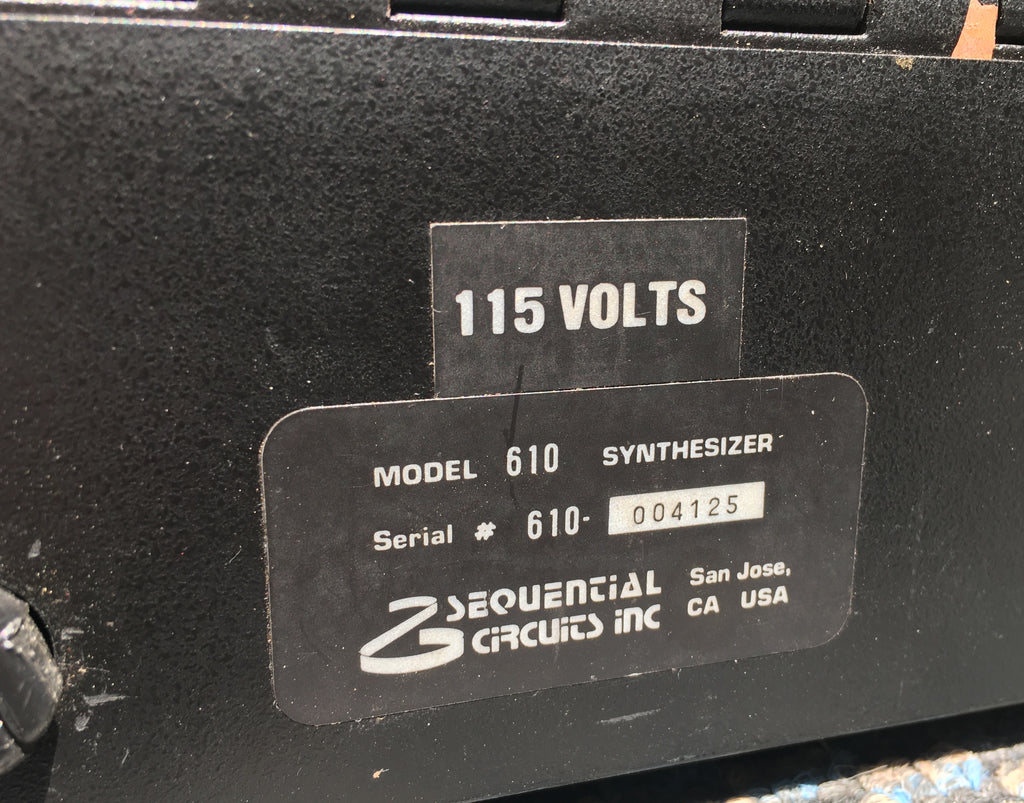 115 VOLTS
MODEL 610 SYNTHESIZER
Serial # 610- 004125
SEQUENTiAL
CiRCUiTS iNC
San Jose,
CA USA